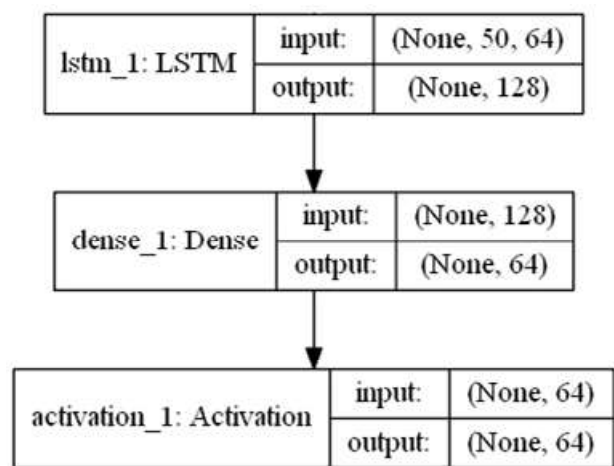 lstm_1: LSTM
input:
(None, 50, 64)
output:
(None, 128)
dense_1: Dense
input:
(None, 128)
output:
(None, 64)
activation_1: Activation
input:
(None, 64)
output:
(None, 64)